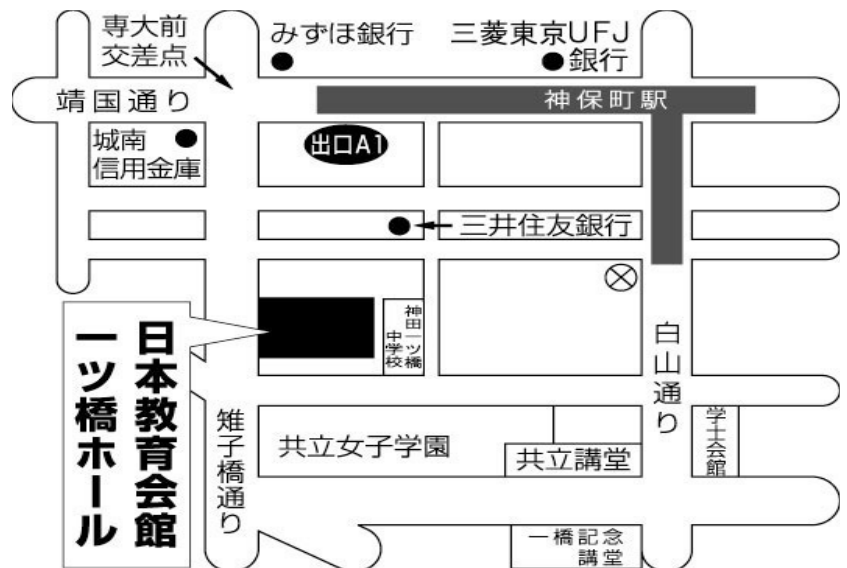 専大前
交差点
みずほ銀行
三菱東京UFJ
銀行
靖国通り
神保町駅
城南
信用金庫
出口A1
三井住友銀行
神田一ツ橋
中学校
日本教育会館
一ツ橋ホール
白山通り
雉子橋通り
共立女子学園
共立講堂
学士会館
一橋記念
講堂